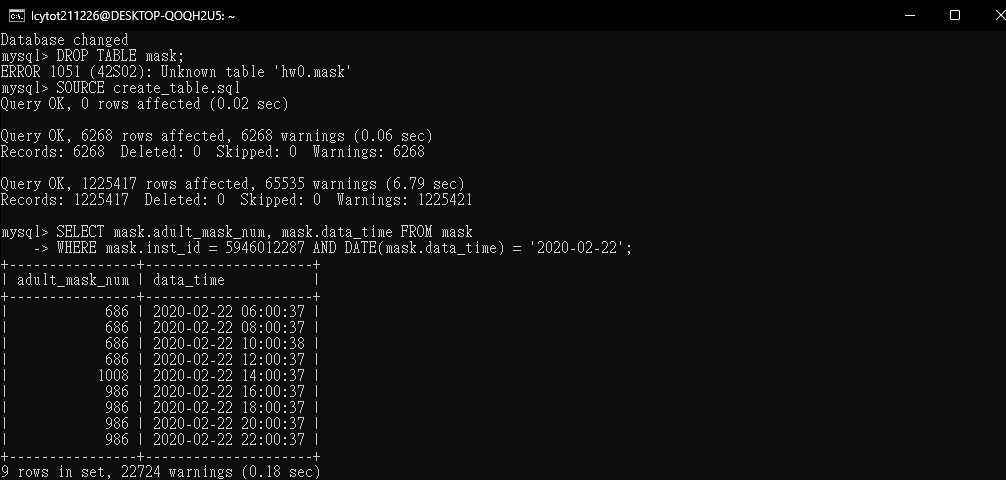 lcytot211226@DESKTOP-QOQH2U5: ~
Database changed
mysql> DROP TABLE mask;
ERROR 1051 (42S02): Unknown table 'hw0.mask'
mysql> SOURCE create_table.sql
Query OK, 0 rows affected (0.02 sec)

Query OK, 6268 rows affected, 6268 warnings (0.06 sec)
Records: 6268  Deleted: 0  Skipped: 0  Warnings: 6268

Query OK, 1225417 rows affected, 65535 warnings (6.79 sec)
Records: 1225417  Deleted: 0  Skipped: 0  Warnings: 1225421

mysql> SELECT mask.adult_mask_num, mask.data_time FROM mask
    -> WHERE mask.inst_id = 5946012287 AND DATE(mask.data_time) = '2020-02-22';
+----------------+---------------------+
| adult_mask_num | data_time           |
+----------------+---------------------+
|            686 | 2020-02-22 06:00:37 |
|            686 | 2020-02-22 08:00:37 |
|            686 | 2020-02-22 10:00:38 |
|            686 | 2020-02-22 12:00:37 |
|           1008 | 2020-02-22 14:00:37 |
|            986 | 2020-02-22 16:00:37 |
|            986 | 2020-02-22 18:00:37 |
|            986 | 2020-02-22 20:00:37 |
|            986 | 2020-02-22 22:00:37 |
+----------------+---------------------+
9 rows in set, 22724 warnings (0.18 sec)